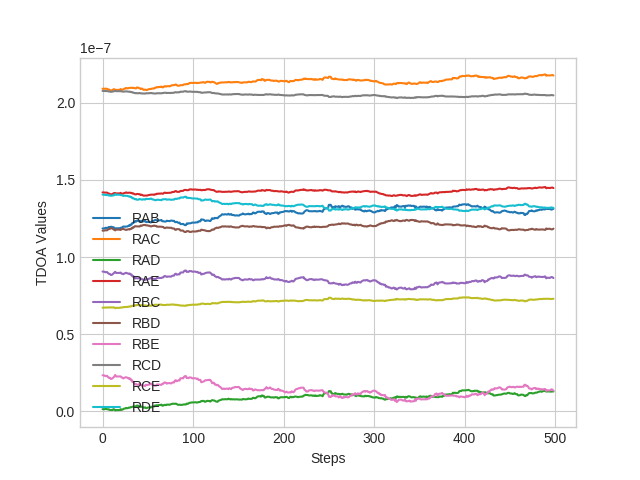 1e−7
2.0
1.5
1.0
0.5
0.0
TDOA Values
RAB
RAC
RAD
RAE
RBC
RBD
RBE
RCD
RCE
RDE
0 100 200 300 400 500
Steps